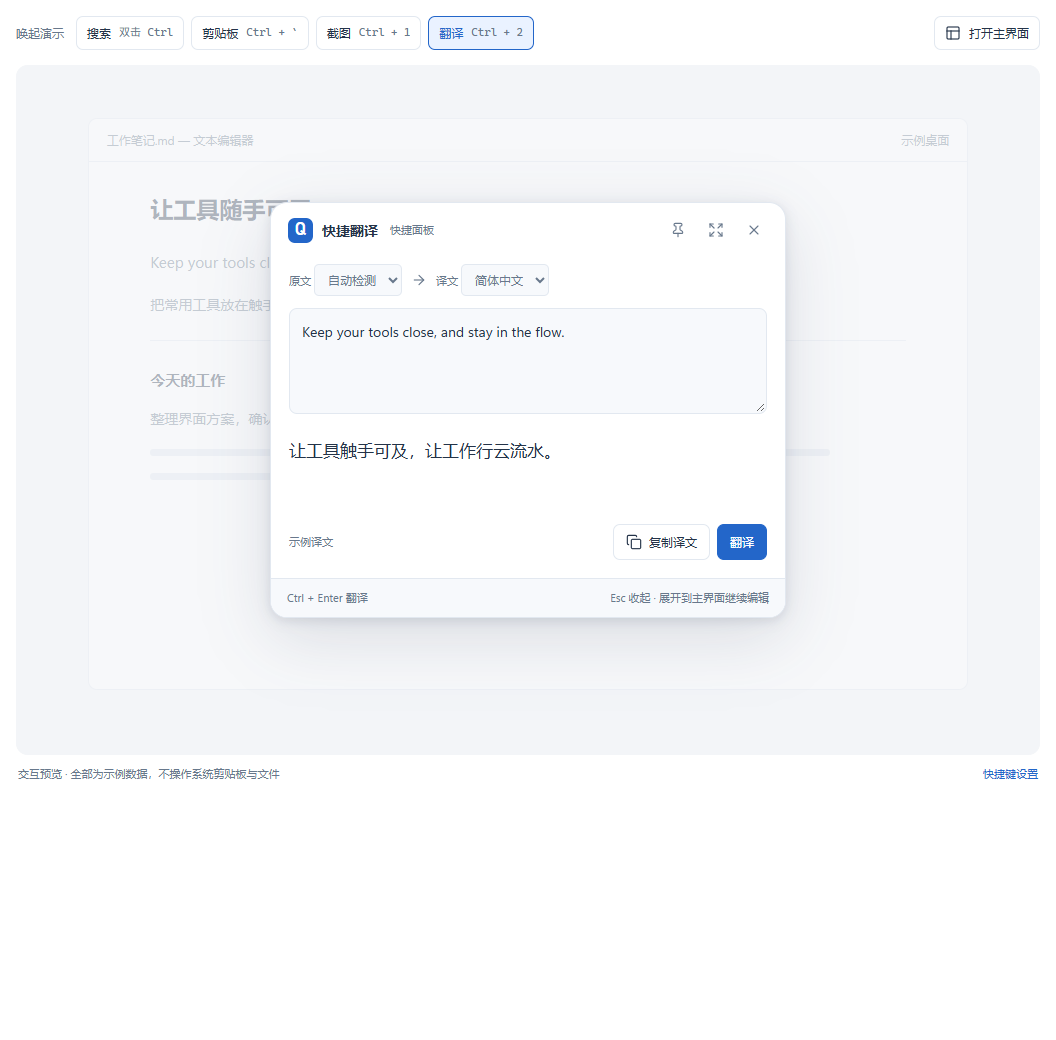 唤起演示 搜索 双击 Ctrl 剪贴板 Ctrl + ` 截图 Ctrl + 1 翻译 Ctrl + 2 打开主界面
工作笔记.md — 文本编辑器 示例桌面
让工具随手可
Q 快捷翻译 快捷面板
Keep your tools cl
原文 自动检测 → 译文 简体中文
把常用工具放在触手
Keep your tools close, and stay in the flow.
今天的工作
整理界面方案，确认
让工具触手可及，让工作行云流水。
示例译文 复制译文 翻译
Ctrl + Enter 翻译 Esc 收起 · 展开到主界面继续编辑
交互预览 · 全部为示例数据，不操作系统剪贴板与文件 快捷键设置